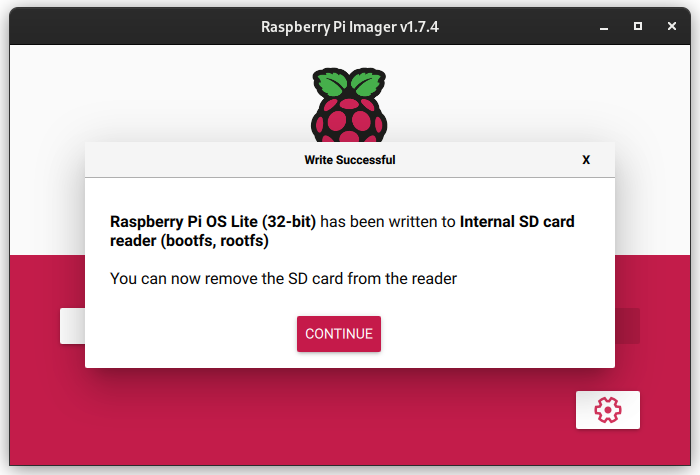 Raspberry Pi Imager v1.7.4
Write Successful
X
Raspberry Pi OS Lite (32-bit) has been written to Internal SD card
reader (bootfs, rootfs)
You can now remove the SD card from the reader
CONTINUE